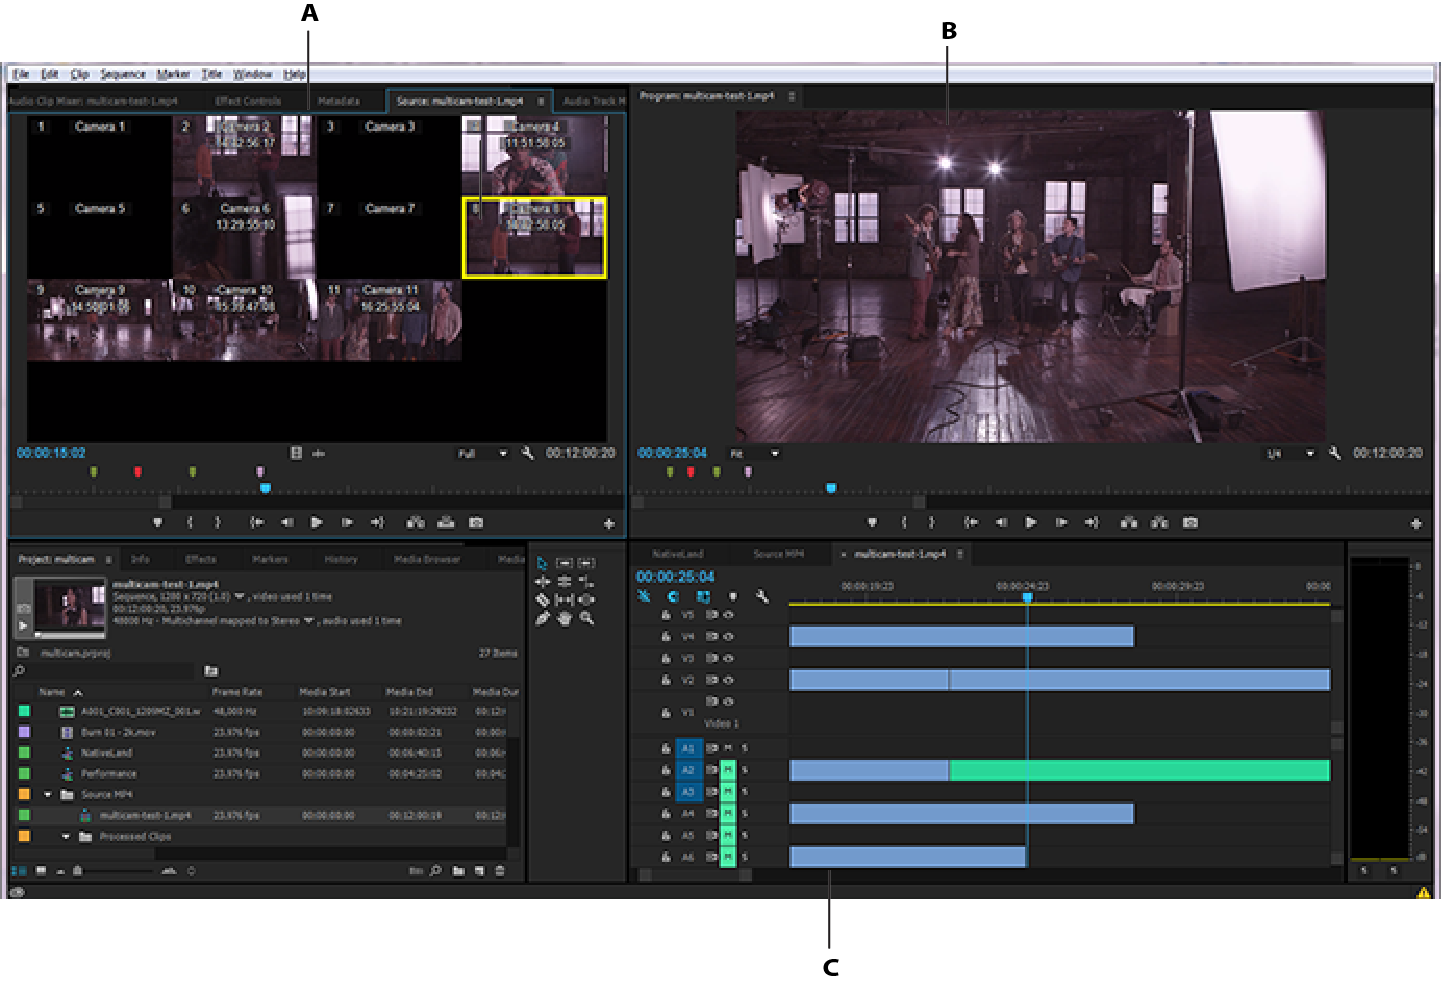 A
B
File Edit Clip Sequence Marker Title Window Help
Audio Clip Mixer: multicam-test-1.mp4 Effect Controls Metadata Source: multicam-test-1.mp4 Audio Track M
Program: multicam-test-1.mp4
1 Camera 1 2 Camera 2 3 Camera 3 Camera 4
14:32:56:17 11:51:58:05
5 Camera 5 6 Camera 6 7 Camera 7 8 Camera 8
13:29:55:10
9 Camera 9 10 Camera 10 11 Camera 11
14:50:01:06 15:39:47:08 16:25:55:04
00:00:15:02 Full 00:12:00:20
00:00:25:04 Fit 1/4 00:12:00:20
Project: multicam Info Effects Markers History Media Browser Media
multicam-test-1.mp4
Sequence, 1280 x 720 (1.0) , video used 1 time
00:12:00:20, 23.976p
48000 Hz - Multichannel mapped to Stereo , audio used 1 time
multicam.prproj 27 Items
Name Frame Rate Media Start Media End Media Dur
A001_C001_1209MZ_001.w 48,000 Hz 10:09:18:02633 10:21:19:29232 00:12:
Burn 01 - 2k.mov 23.976 fps 00:00:00:00 00:00:02:21 00:00:
NativeLand 23.976 fps 00:00:00:00 00:06:40:15 00:06:
Performance 23.976 fps 00:00:00:00 00:04:25:02 00:04:
Source MP4
multicam-test-1.mp4 23.976 fps 00:00:00:00 00:12:00:19 00:12:
Processed Clips
NativeLand Source MP4 × multicam-test-1.mp4
00:00:25:04
00:00:19:23 00:00:24:23 00:00:29:23 00:00
V5
V4
V3
V2
V1
Video 1
A1 M S
A2 M S
A3 M S
A4 M S
A5 M S
A6 M S
0
-6
-12
-18
-24
-30
-36
-42
-48
-54
S S
C